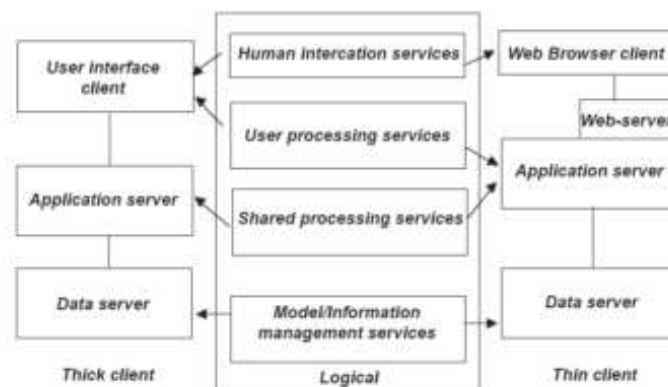 User interface
client
Application server
Data server
Thick client
Human intercation services
User processing services
Shared processing services
Model/Information
management services
Logical
Web Browser client
Web-server
Application server
Data server
Thin client